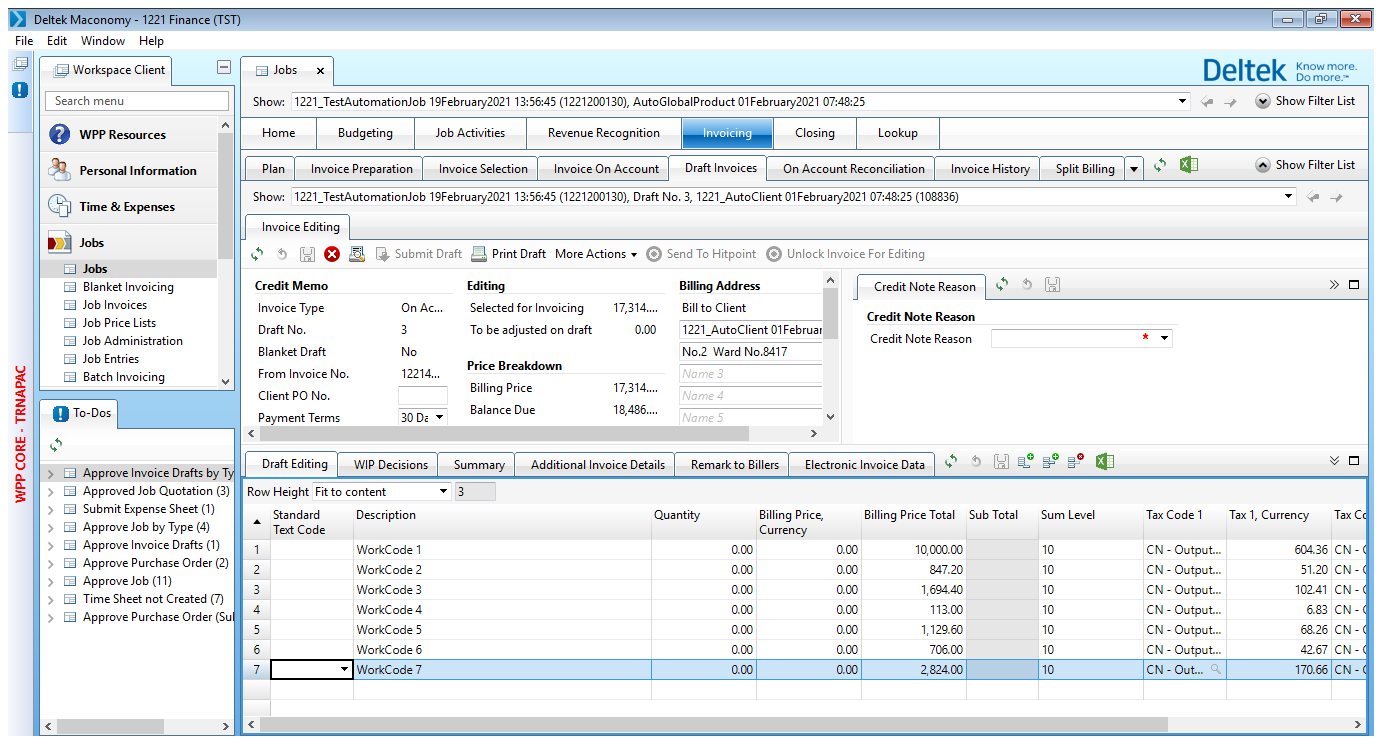 Deltek Maconomy - 1221 Finance (TST)
File Edit Window Help
WPP CORE - TRNAPAC
Workspace Client
Search menu
WPP Resources
Personal Information
Time & Expenses
Jobs
Jobs
Blanket Invoicing
Job Invoices
Job Price Lists
Job Administration
Job Entries
Batch Invoicing
To-Dos
Approve Invoice Drafts by Ty
Approved Job Quotation (3)
Submit Expense Sheet (1)
Approve Job by Type (4)
Approve Invoice Drafts (1)
Approve Purchase Order (2)
Approve Job (11)
Time Sheet not Created (7)
Approve Purchase Order (Sul
Jobs
Deltek Know more. Do more.™
Show: 1221_TestAutomationJob 19February2021 13:56:45 (1221200130), AutoGlobalProduct 01February2021 07:48:25 Show Filter List
Home Budgeting Job Activities Revenue Recognition Invoicing Closing Lookup
Plan Invoice Preparation Invoice Selection Invoice On Account Draft Invoices On Account Reconciliation Invoice History Split Billing Show Filter List
Show: 1221_TestAutomationJob 19February2021 13:56:45 (1221200130), Draft No. 3, 1221_AutoClient 01February2021 07:48:25 (108836)
Invoice Editing
Submit Draft Print Draft More Actions Send To Hitpoint Unlock Invoice For Editing
Credit Memo
Invoice Type On Ac...
Draft No. 3
Blanket Draft No
From Invoice No. 12214...
Client PO No.
Payment Terms 30 Da
Editing
Selected for Invoicing 17,314....
To be adjusted on draft 0.00
Price Breakdown
Billing Price 17,314....
Balance Due 18,486....
Billing Address
Bill to Client
1221_AutoClient 01Februar
No.2 Ward No.8417
Name 3
Name 4
Name 5
Credit Note Reason
Credit Note Reason
Credit Note Reason *
Draft Editing WIP Decisions Summary Additional Invoice Details Remark to Billers Electronic Invoice Data
Row Height Fit to content 3
Standard Text Code Description Quantity Billing Price, Currency Billing Price Total Sub Total Sum Level Tax Code 1 Tax 1, Currency Tax Co
1 WorkCode 1 0.00 0.00 10,000.00 10 CN - Output... 604.36 CN - O
2 WorkCode 2 0.00 0.00 847.20 10 CN - Output... 51.20 CN - O
3 WorkCode 3 0.00 0.00 1,694.40 10 CN - Output... 102.41 CN - O
4 WorkCode 4 0.00 0.00 113.00 10 CN - Output... 6.83 CN - O
5 WorkCode 5 0.00 0.00 1,129.60 10 CN - Output... 68.26 CN - O
6 WorkCode 6 0.00 0.00 706.00 10 CN - Output... 42.67 CN - O
7 WorkCode 7 0.00 0.00 2,824.00 10 CN - Out... 170.66 CN - O